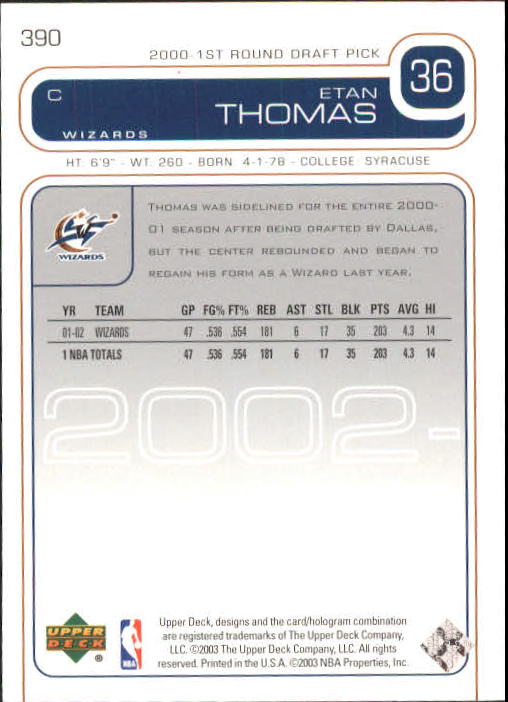 390
2000-1ST ROUND DRAFT PICK
36
C
ETAN
THOMAS
WIZARDS
HT: 6'9" - WT: 260 - BORN: 4-1-78 - COLLEGE: SYRACUSE
WIZARDS
THOMAS WAS SIDELINED FOR THE ENTIRE 2000-
01 SEASON AFTER BEING DRAFTED BY DALLAS,
BUT THE CENTER REBOUNDED AND BEGAN TO
REGAIN HIS FORM AS A WIZARD LAST YEAR.
YR TEAM GP FG% FT% REB AST STL BLK PTS AVG HI
01-02 WIZARDS 47 .536 .554 181 6 17 35 203 4.3 14
1 NBA TOTALS 47 .536 .554 181 6 17 35 203 4.3 14
2002-
UPPER
DECK
®
NBA
Upper Deck, designs and the card/hologram combination
are registered trademarks of The Upper Deck Company,
LLC. ©2003 The Upper Deck Company, LLC. All rights
reserved. Printed in the U.S.A. ©2003 NBA Properties, Inc.